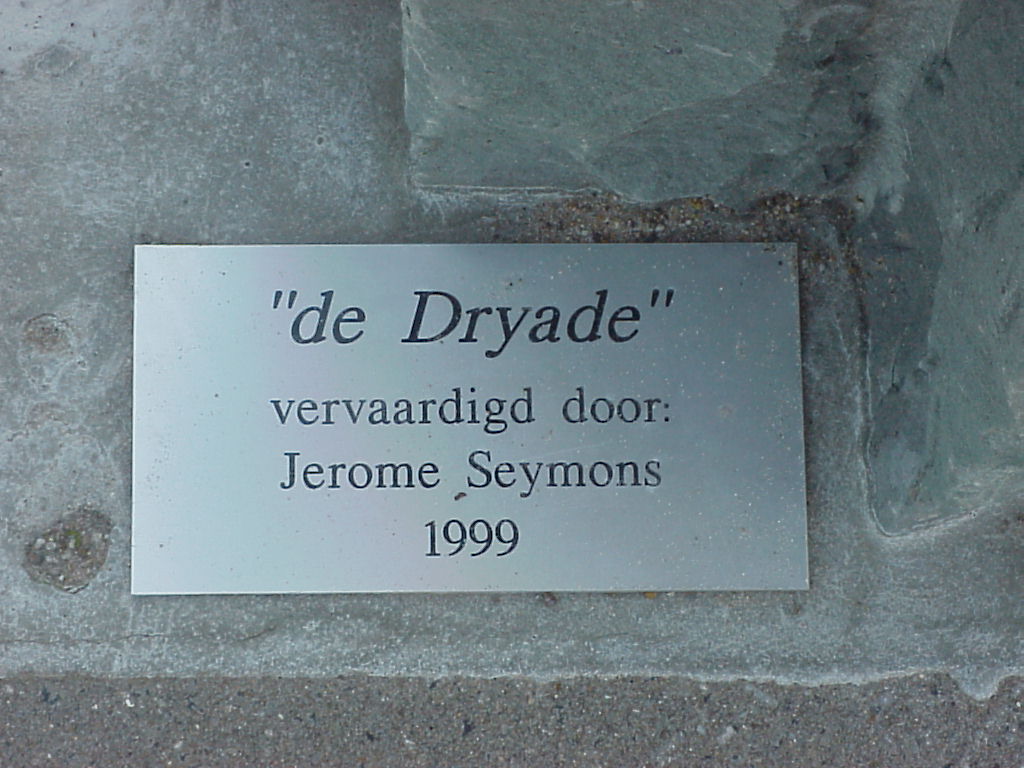 "de Dryade"
vervaardigd door:
Jerome Seymons
1999